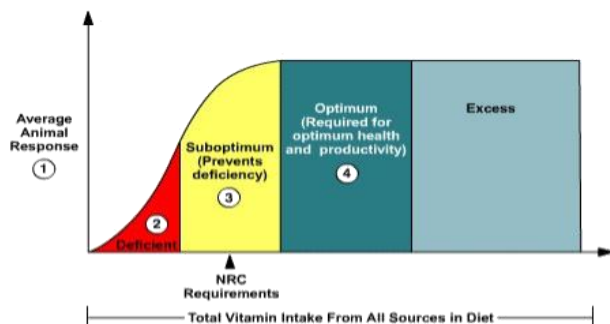 Average
Animal
Response
1
2
Deficient
Suboptimum
(Prevents
deficiency)
3
Optimum
(Required for
optimum health
and productivity)
4
Excess
NRC
Requirements
Total Vitamin Intake From All Sources in Diet